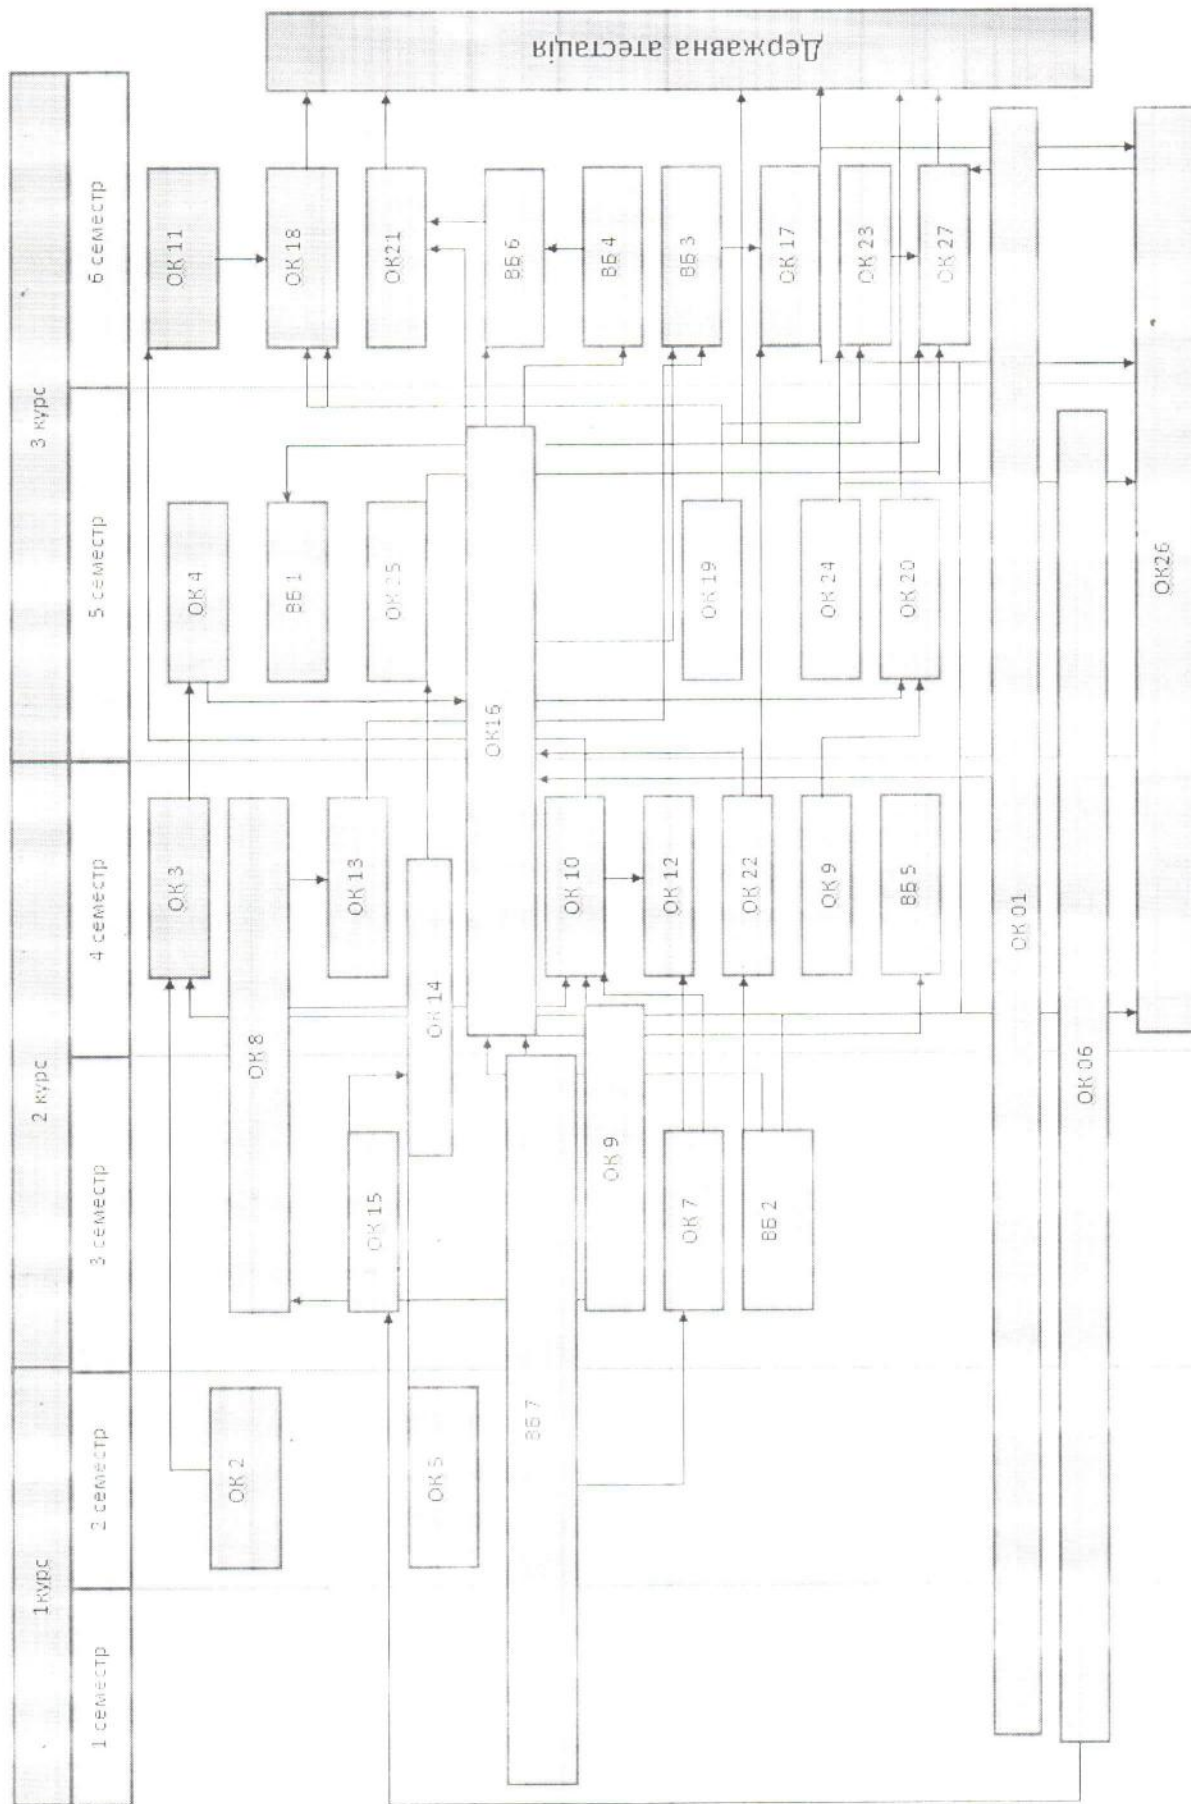 1курс
2 курс
3 курс
1 семестр
2 семестр
3 семестр
4 семестр
5 семестр
6 семестр
ОК 3
ОК 4
ОК 11
ОК 2
ОК 8
ВБ 1
ОК 18
ОК 15
ОК 13
ОК 25
ОК21
ОК 5
ОК 14
ОК16
ВБ 6
ВБ 7
ОК 10
ВБ 4
ОК 9
ОК 7
ОК 12
ОК 19
ВБ 3
ВБ 2
ОК 22
ОК 17
ОК 9
ОК 24
ОК 23
ВБ 5
ОК 20
ОК 27
ОК 01
ОК 06
ОК26
Державна атестація